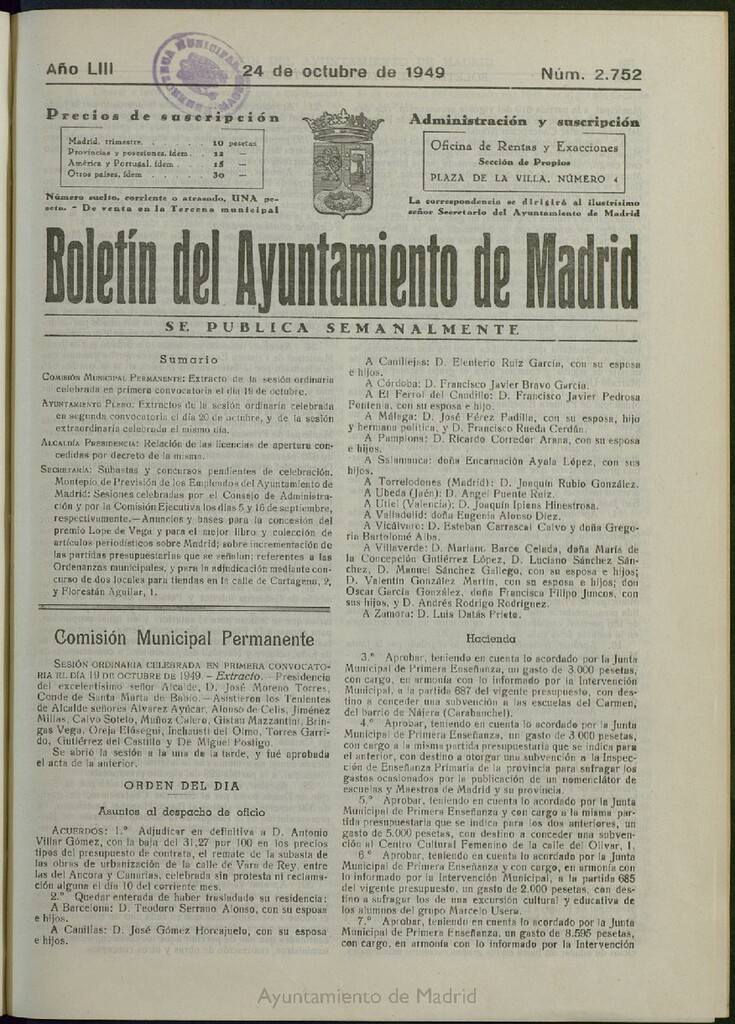 Año LIII
24 de octubre de 1949
Núm. 2.752
Precios de suscripción
Madrid, trimestre. . . . . 10 pesetas
Provincias y posesiones, ídem . . 12 —
América y Portugal, ídem . . . 15 —
Otros países, ídem . . . . 30 —
Número suelto, corriente o atrasado, UNA pe-
seta. - De venta en la Tercena municipal
Administración y suscripción
Oficina de Rentas y Exacciones
Sección de Propios
PLAZA DE LA VILLA, NÚMERO 4
La correspondencia se dirigirá al ilustrísimo
señor Secretario del Ayuntamiento de Madrid
Boletín del Ayuntamiento de Madrid
SE PUBLICA SEMANALMENTE
Sumario
COMISIÓN MUNICIPAL PERMANENTE: Extracto de la sesión ordinaria
celebrada en primera convocatoria el día 19 de octubre.
AYUNTAMIENTO PLENO: Extractos de la sesión ordinaria celebrada
en segunda convocatoria el día 20 de octubre, y de la sesión
extraordinaria celebrada el mismo día.
ALCALDÍA PRESIDENCIA: Relación de las licencias de apertura con-
cedidas por decreto de la misma.
SECRETARÍA: Subastas y concursos pendientes de celebración.
Montepío de Previsión de los Empleados del Ayuntamiento de
Madrid: Sesiones celebradas por el Consejo de Administra-
ción y por la Comisión Ejecutiva los días 5 y 16 de septiembre,
respectivamente.—Anuncios y bases para la concesión del
premio Lope de Vega y para el mejor libro y colección de
artículos periodísticos sobre Madrid; sobre incrementación de
las partidas presupuestarias que se señalan; referentes a las
Ordenanzas municipales, y para la adjudicación mediante con-
curso de dos locales para tiendas en la calle de Cartagena, 2,
y Florestán Aguilar, 1.
Comisión Municipal Permanente
SESIÓN ORDINARIA CELEBRADA EN PRIMERA CONVOCATO-
RIA EL DÍA 19 DE OCTUBRE DE 1949. - Extracto. — Presidencia
del excelentísimo señor Alcalde, D. José Moreno Torres,
Conde de Santa Marta de Babío.—Asistieron los Tenientes
de Alcalde señores Alvarez Ayúcar, Alonso de Celis, Jiménez
Millas, Calvo Sotelo, Muñoz Calero, Gistau Mazzantini, Brin-
gas Vega, Oreja Elósegui, Inchausti del Olmo, Torres Garri-
do, Gutiérrez del Castillo y De Miguel Postigo.
Se abrió la sesión a la una de la tarde, y fué aprobada
el acta de la anterior.
ORDEN DEL DIA
Asuntos al despacho de oficio
ACUERDOS: 1.º Adjudicar en definitiva a D. Antonio
Villar Gómez, con la baja del 31,27 por 100 en los precios
tipos del presupuesto de contrata, el remate de la subasta de
las obras de urbanización de la calle de Vara de Rey, entre
las del Ancora y Canarias, celebrada sin protesta ni reclama-
ción alguna el día 10 del corriente mes.
2.º Quedar enterada de haber trasladado su residencia:
A Barcelona: D. Teodoro Serrano Alonso, con su esposa
e hijos.
A Canillas: D. José Gómez Horcajuelo, con su esposa
e hijos.
A Canillejas: D. Eleuterio Ruiz García, con su esposa
e hijos.
A Córdoba: D. Francisco Javier Bravo García.
A El Ferrol del Caudillo: D. Francisco Javier Pedrosa
Pontenla, con su esposa e hijo.
A Málaga: D. José Pérez Padilla, con su esposa, hijo
y hermana política, y D. Francisco Rueda Cerdán.
A Pamplona: D. Ricardo Corredor Arana, con su esposa
e hijos.
A Salamanca: doña Encarnación Ayala López, con sus
hijos.
A Torrelodones (Madrid): D. Joaquín Rubio González.
A Ubeda (Jaén): D. Angel Puente Ruiz.
A Utiel (Valencia): D. Joaquín Ipiens Hinestrosa.
A Valladolid: doña Eugenia Alonso Díez.
A Vicálvaro: D. Esteban Carrascal Calvo y doña Grego-
ria Bartolomé Alba.
A Villaverde: D. Mariano Barce Celada, doña María de
la Concepción Gutiérrez López, D. Luciano Sánchez Sán-
chez, D. Manuel Sánchez Gallego, con su esposa e hijos;
D. Valentín González Martín, con su esposa e hijos; don
Oscar García González, doña Francisca Filipo Juncos, con
sus hijos, y D. Andrés Rodrigo Rodríguez.
A Zamora: D. Luis Datás Prieto.
Hacienda
3.º Aprobar, teniendo en cuenta lo acordado por la Junta
Municipal de Primera Enseñanza, un gasto de 3.000 pesetas,
con cargo, en armonía con lo informado por la Intervención
Municipal, a la partida 687 del vigente presupuesto, con des-
tino a conceder una subvención a las escuelas del Carmen,
del barrio de Nájera (Carabanchel).
4.º Aprobar, teniendo en cuenta lo acordado por la Junta
Municipal de Primera Enseñanza, un gasto de 3.000 pesetas,
con cargo a la misma partida presupuestaria que se indica para
el anterior, con destino a otorgar una subvención a la Inspec-
ción de Enseñanza Primaria de la provincia para sufragar los
gastos ocasionados por la publicación de un nomenclátor de
escuelas y Maestros de Madrid y su provincia.
5.º Aprobar, teniendo en cuenta lo acordado por la Junta
Municipal de Primera Enseñanza y con cargo a la misma par-
tida presupuestaria que se indica para los dos anteriores, un
gasto de 5.000 pesetas, con destino a conceder una subven-
ción al Centro Cultural Femenino de la calle del Olivar, 1.
6.º Aprobar, teniendo en cuenta lo acordado por la Junta
Municipal de Primera Enseñanza y con cargo, en armonía con
lo informado por la Intervención Municipal, a la partida 685
del vigente presupuesto, un gasto de 2.000 pesetas, con des-
tino a sufragar los de una excursión cultural y educativa de
los alumnos del grupo Marcelo Usera.
7.º Aprobar, teniendo en cuenta lo acordado por la Junta
Municipal de Primera Enseñanza, un gasto de 8.595 pesetas,
con cargo, en armonía con lo informado por la Intervención
Ayuntamiento de Madrid